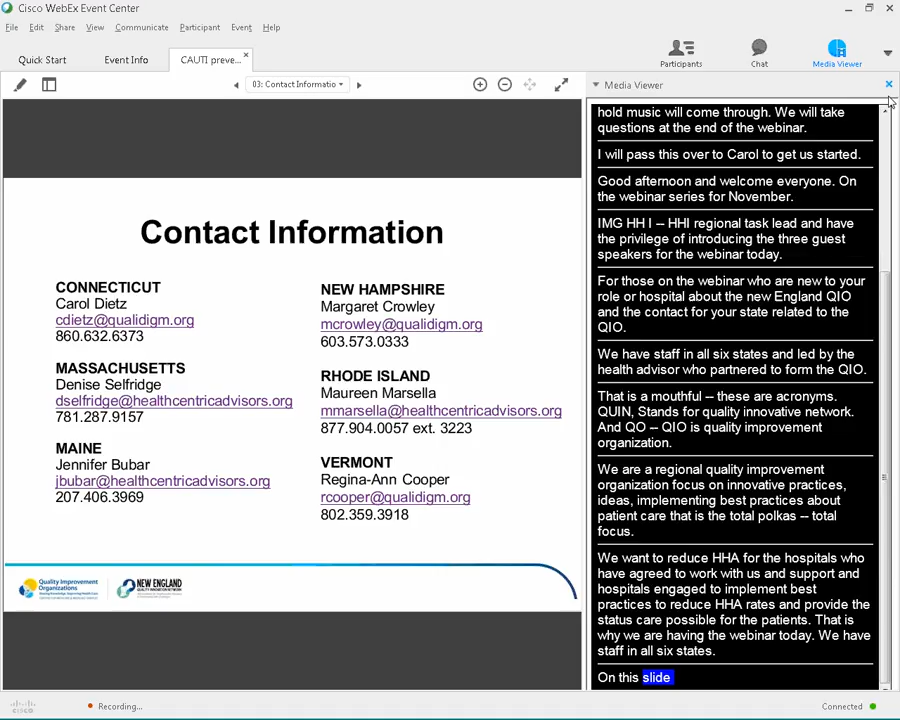 Cisco WebEx Event Center
File Edit Share View Communicate Participant Event Help
Quick Start Event Info CAUTI preve...
Participants Chat Media Viewer
03: Contact Informatio
Media Viewer
Contact Information
CONNECTICUT
Carol Dietz
cdietz@qualidigm.org
860.632.6373
MASSACHUSETTS
Denise Selfridge
dselfridge@healthcentricadvisors.org
781.287.9157
MAINE
Jennifer Bubar
jbubar@healthcentricadvisors.org
207.406.3969
NEW HAMPSHIRE
Margaret Crowley
mcrowley@qualidigm.org
603.573.0333
RHODE ISLAND
Maureen Marsella
mmarsella@healthcentricadvisors.org
877.904.0057 ext. 3223
VERMONT
Regina-Ann Cooper
rcooper@qualidigm.org
802.359.3918
Quality Improvement
Organizations
NEW ENGLAND
hold music will come through. We will take
questions at the end of the webinar.
I will pass this over to Carol to get us started.
Good afternoon and welcome everyone. On
the webinar series for November.
IMG HH I -- HHI regional task lead and have
the privilege of introducing the three guest
speakers for the webinar today.
For those on the webinar who are new to your
role or hospital about the new England QIO
and the contact for your state related to the
QIO.
We have staff in all six states and led by the
health advisor who partnered to form the QIO.
That is a mouthful -- these are acronyms.
QUIN, Stands for quality innovative network.
And QO -- QIO is quality improvement
organization.
We are a regional quality improvement
organization focus on innovative practices,
ideas, implementing best practices about
patient care that is the total polkas -- total
focus.
We want to reduce HHA for the hospitals who
have agreed to work with us and support and
hospitals engaged to implement best
practices to reduce HHA rates and provide the
status care possible for the patients. That is
why we are having the webinar today. We have
staff in all six states.
On this slide
cisco Recording... Connected